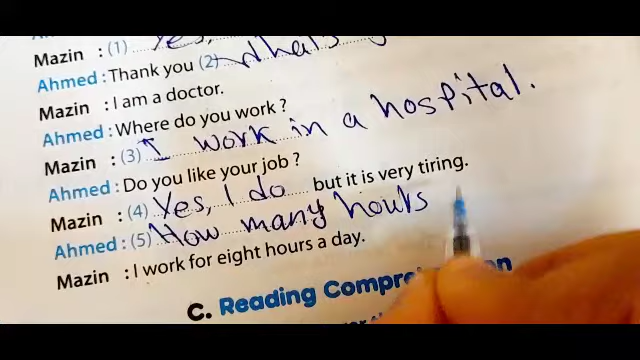 Mazin : (1) Yes,
Ahmed : Thank you (2) that's
Mazin : I am a doctor.
Ahmed : Where do you work ?
Mazin : (3) I work in a hospital.
Ahmed : Do you like your job ?
Mazin : (4) Yes, I do but it is very tiring.
Ahmed : (5) How many hours
Mazin : I work for eight hours a day.
C. Reading